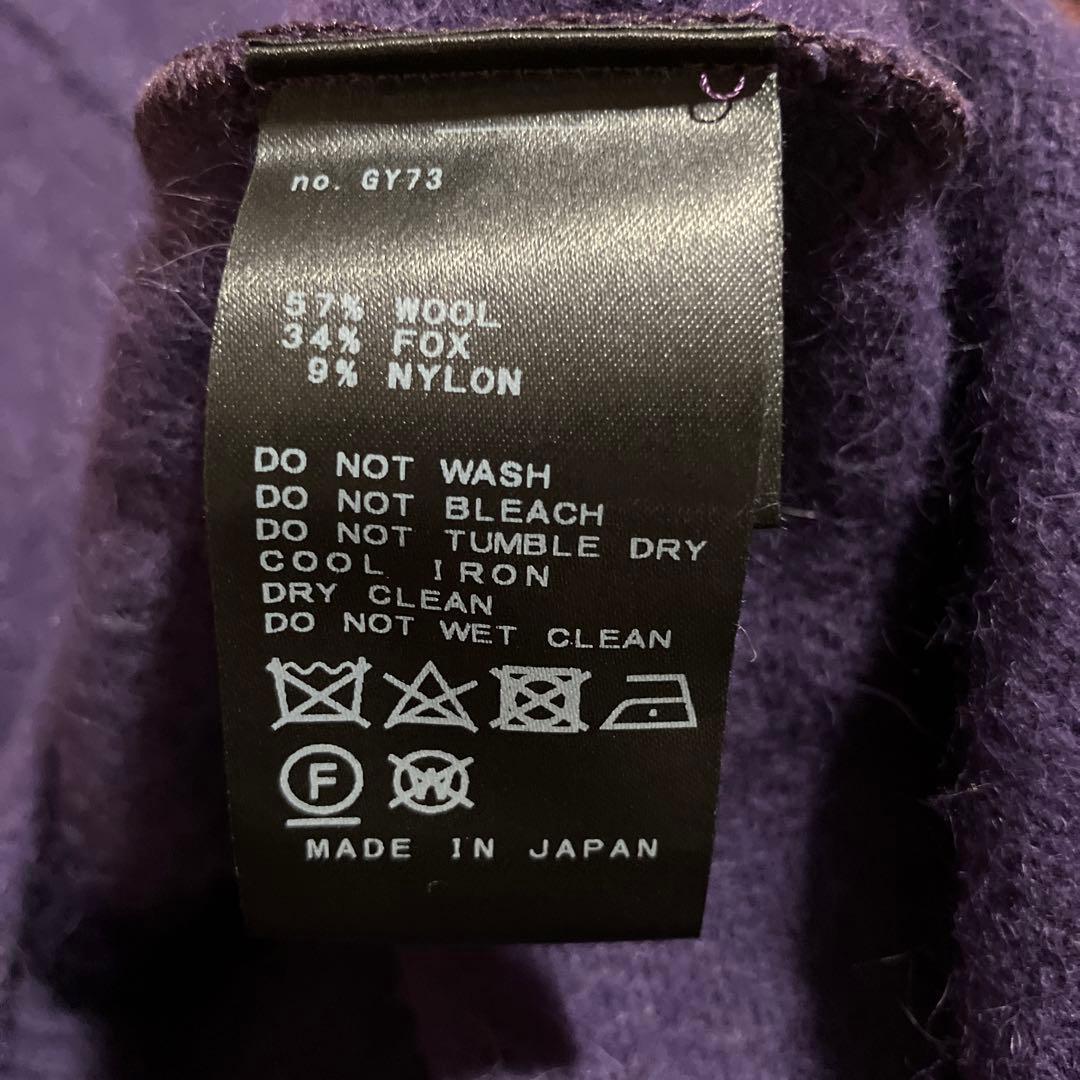 no. GY73
57% WOOL
34% FOX
9% NYLON
DO NOT WASH
DO NOT BLEACH
DO NOT TUMBLE DRY
COOL IRON
DRY CLEAN
DO NOT WET CLEAN
F W
MADE IN JAPAN